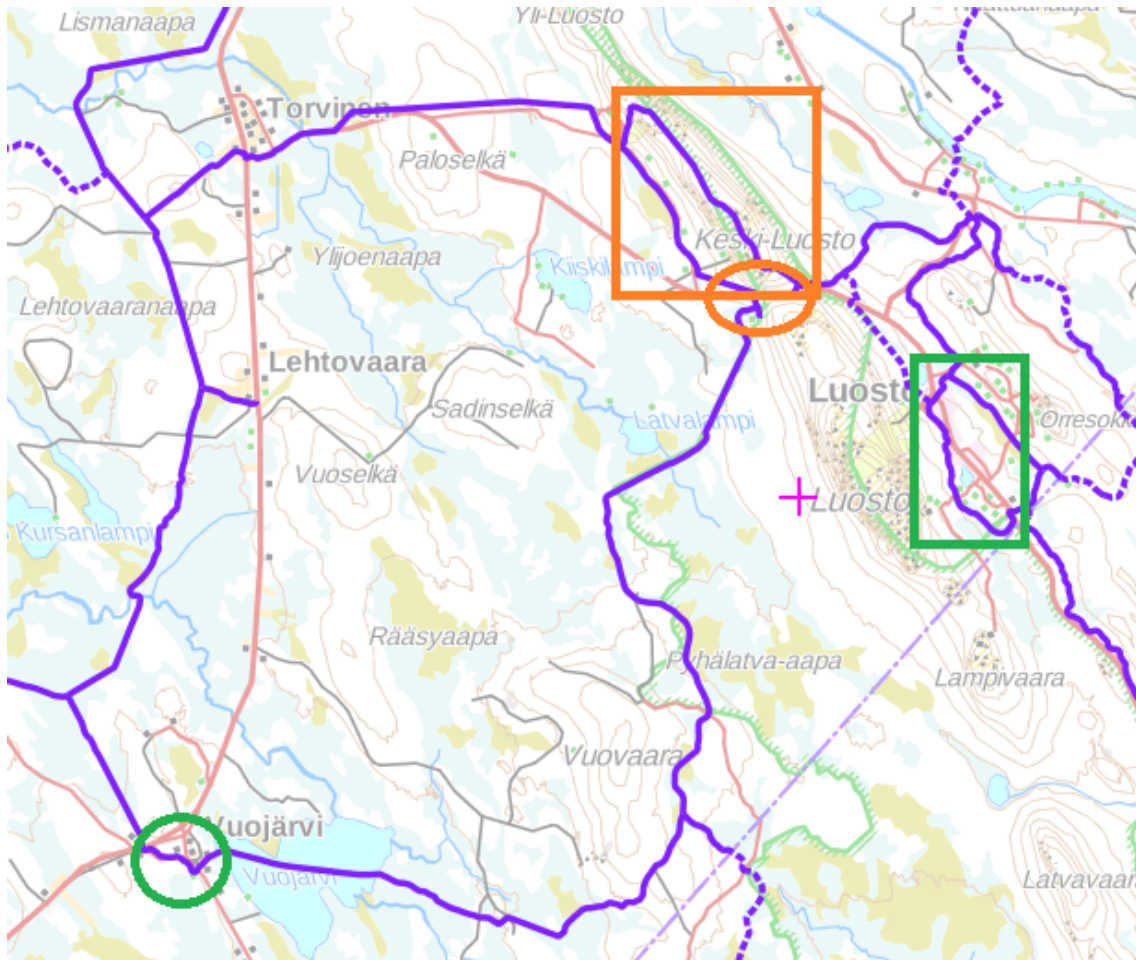 Yli-Luosto
Lismanaapa
Torvinen
Paloselkä
Keski-Luosto
Ylijoenaapa
Kiiskilampi
Lehtovaaranaapa
Lehtovaara
Luosto
Sadinselkä
Latvalampi
Orresokka
Vuoselkä
Luosto
Kursanlampi
Rääsyaapa
Pyhälatva-aapa
Lampivaara
Vuovaara
Vuojärvi
Vuojärvi
Latvavaar